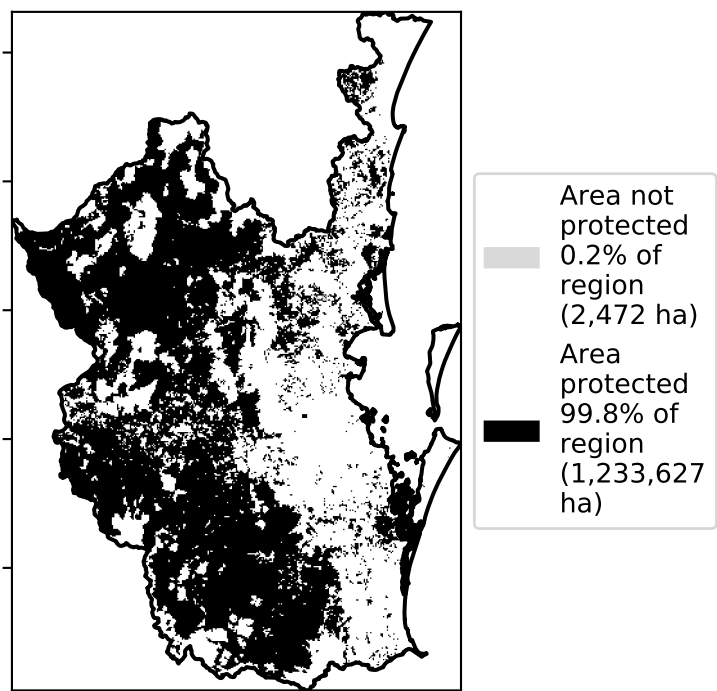 Area not
protected
0.2% of
region
(2,472 ha)
Area
protected
99.8% of
region
(1,233,627
ha)